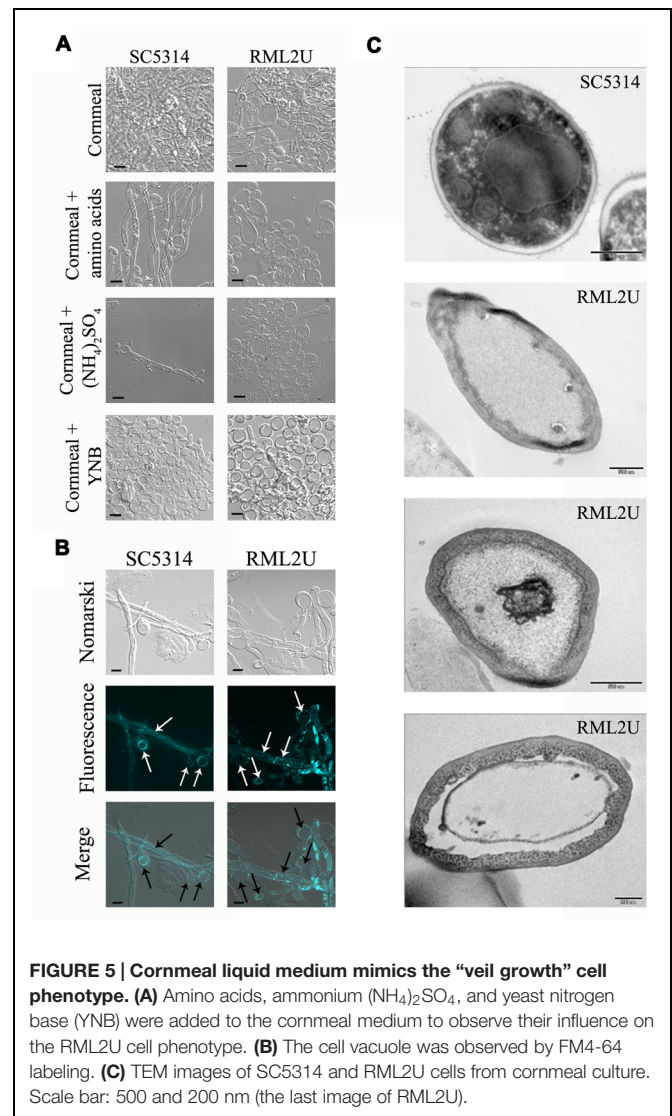 A
SC5314
RML2U
Cornmeal
Cornmeal +
amino acids
Cornmeal +
(NH₄)₂SO₄
Cornmeal +
YNB
B
SC5314
RML2U
Nomarski
Fluorescence
Merge
C
SC5314
RML2U
RML2U
RML2U
FIGURE 5 | Cornmeal liquid medium mimics the “veil growth” cell
phenotype. (A) Amino acids, ammonium (NH4)2SO4, and yeast nitrogen
base (YNB) were added to the cornmeal medium to observe their influence on
the RML2U cell phenotype. (B) The cell vacuole was observed by FM4-64
labeling. (C) TEM images of SC5314 and RML2U cells from cornmeal culture.
Scale bar: 500 and 200 nm (the last image of RML2U).